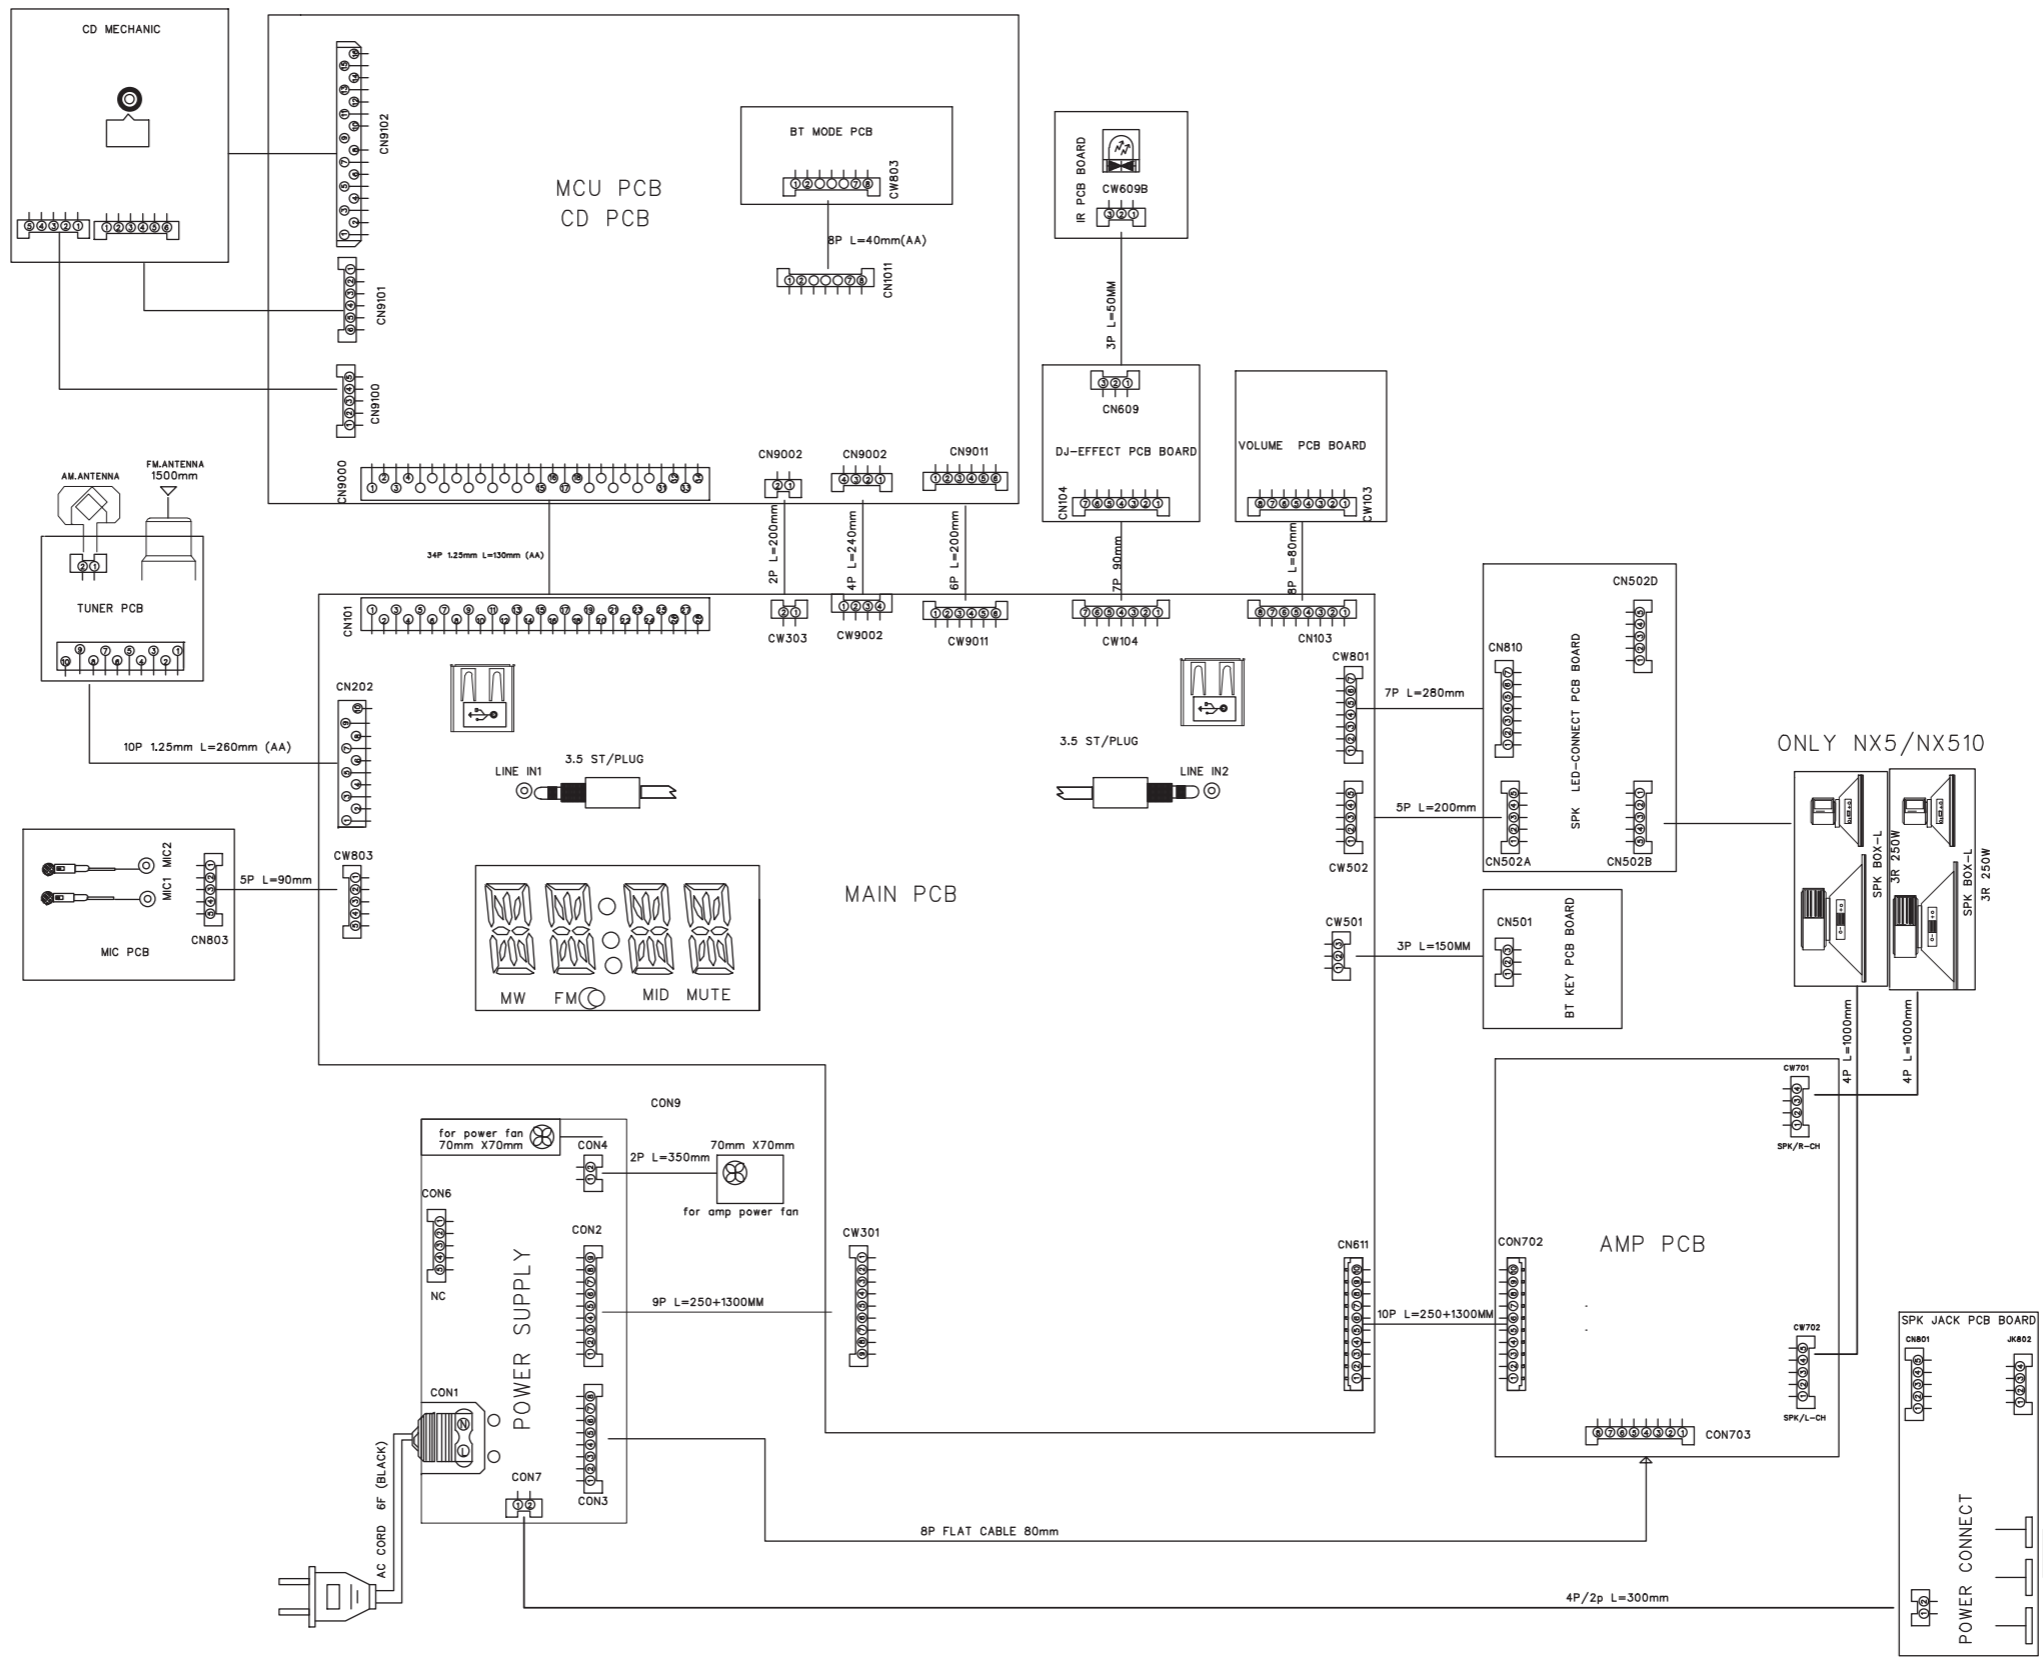 CD MECHANIC
CN9102
MCU PCB
CD PCB
BT MODE PCB
CW803
8P L=40mm(AA)
CN1011
IR PCB BOARD
CW609B
3P L=50MM
CN9101
CN9100
CN609
DJ-EFFECT PCB BOARD
CN104
VOLUME PCB BOARD
CW103
CN9000
CN9002
CN9002
CN9011
AM.ANTENNA
FM.ANTENNA
1500mm
TUNER PCB
34P 1.25mm L=130mm (AA)
2P L=200mm
4P L=240mm
6P L=200mm
7P 90mm
8P L=80mm
CN101
CW303
CW9002
CW9011
CW104
CN103
CN202
10P 1.25mm L=260mm (AA)
3.5 ST/PLUG
LINE IN1
3.5 ST/PLUG
LINE IN2
CW801
7P L=280mm
CN810
CN502D
SPK LED-CONNECT PCB BOARD
5P L=200mm
CW502
CN502A
CN502B
ONLY NX5/NX510
SPK BOX-L
3R 250W
SPK BOX-L
3R 250W
MIC1 MIC2
CN803
MIC PCB
5P L=90mm
CW803
MAIN PCB
MW FM MID MUTE
CW501
3P L=150MM
CN501
BT KEY PCB BOARD
4P L=1000mm
4P L=1000mm
CW701
SPK/R-CH
CON9
for power fan
70mm X70mm
CON4
2P L=350mm
70mm X70mm
for amp power fan
CON6
NC
CON2
POWER SUPPLY
9P L=250+1300MM
CW301
CN611
10P L=250+1300MM
CON702
AMP PCB
CW702
SPK/L-CH
CON703
SPK JACK PCB BOARD
CN801
JK802
CON1
N
L
AC CORD 6F (BLACK)
CON7
CON3
8P FLAT CABLE 80mm
4P/2p L=300mm
POWER CONNECT